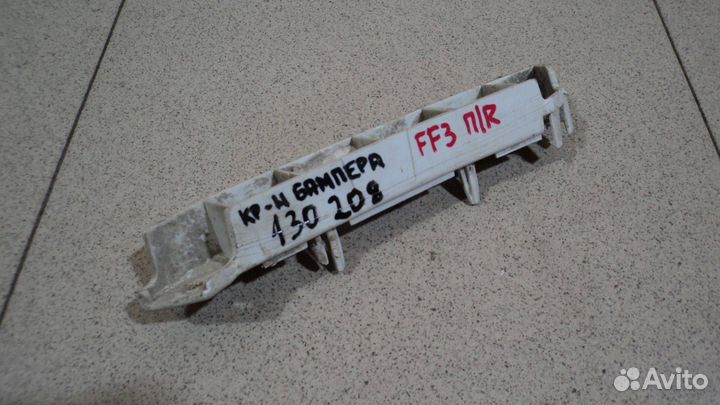 КР-Н БАМПЕРА
130 208
FF3 П/R
Avito